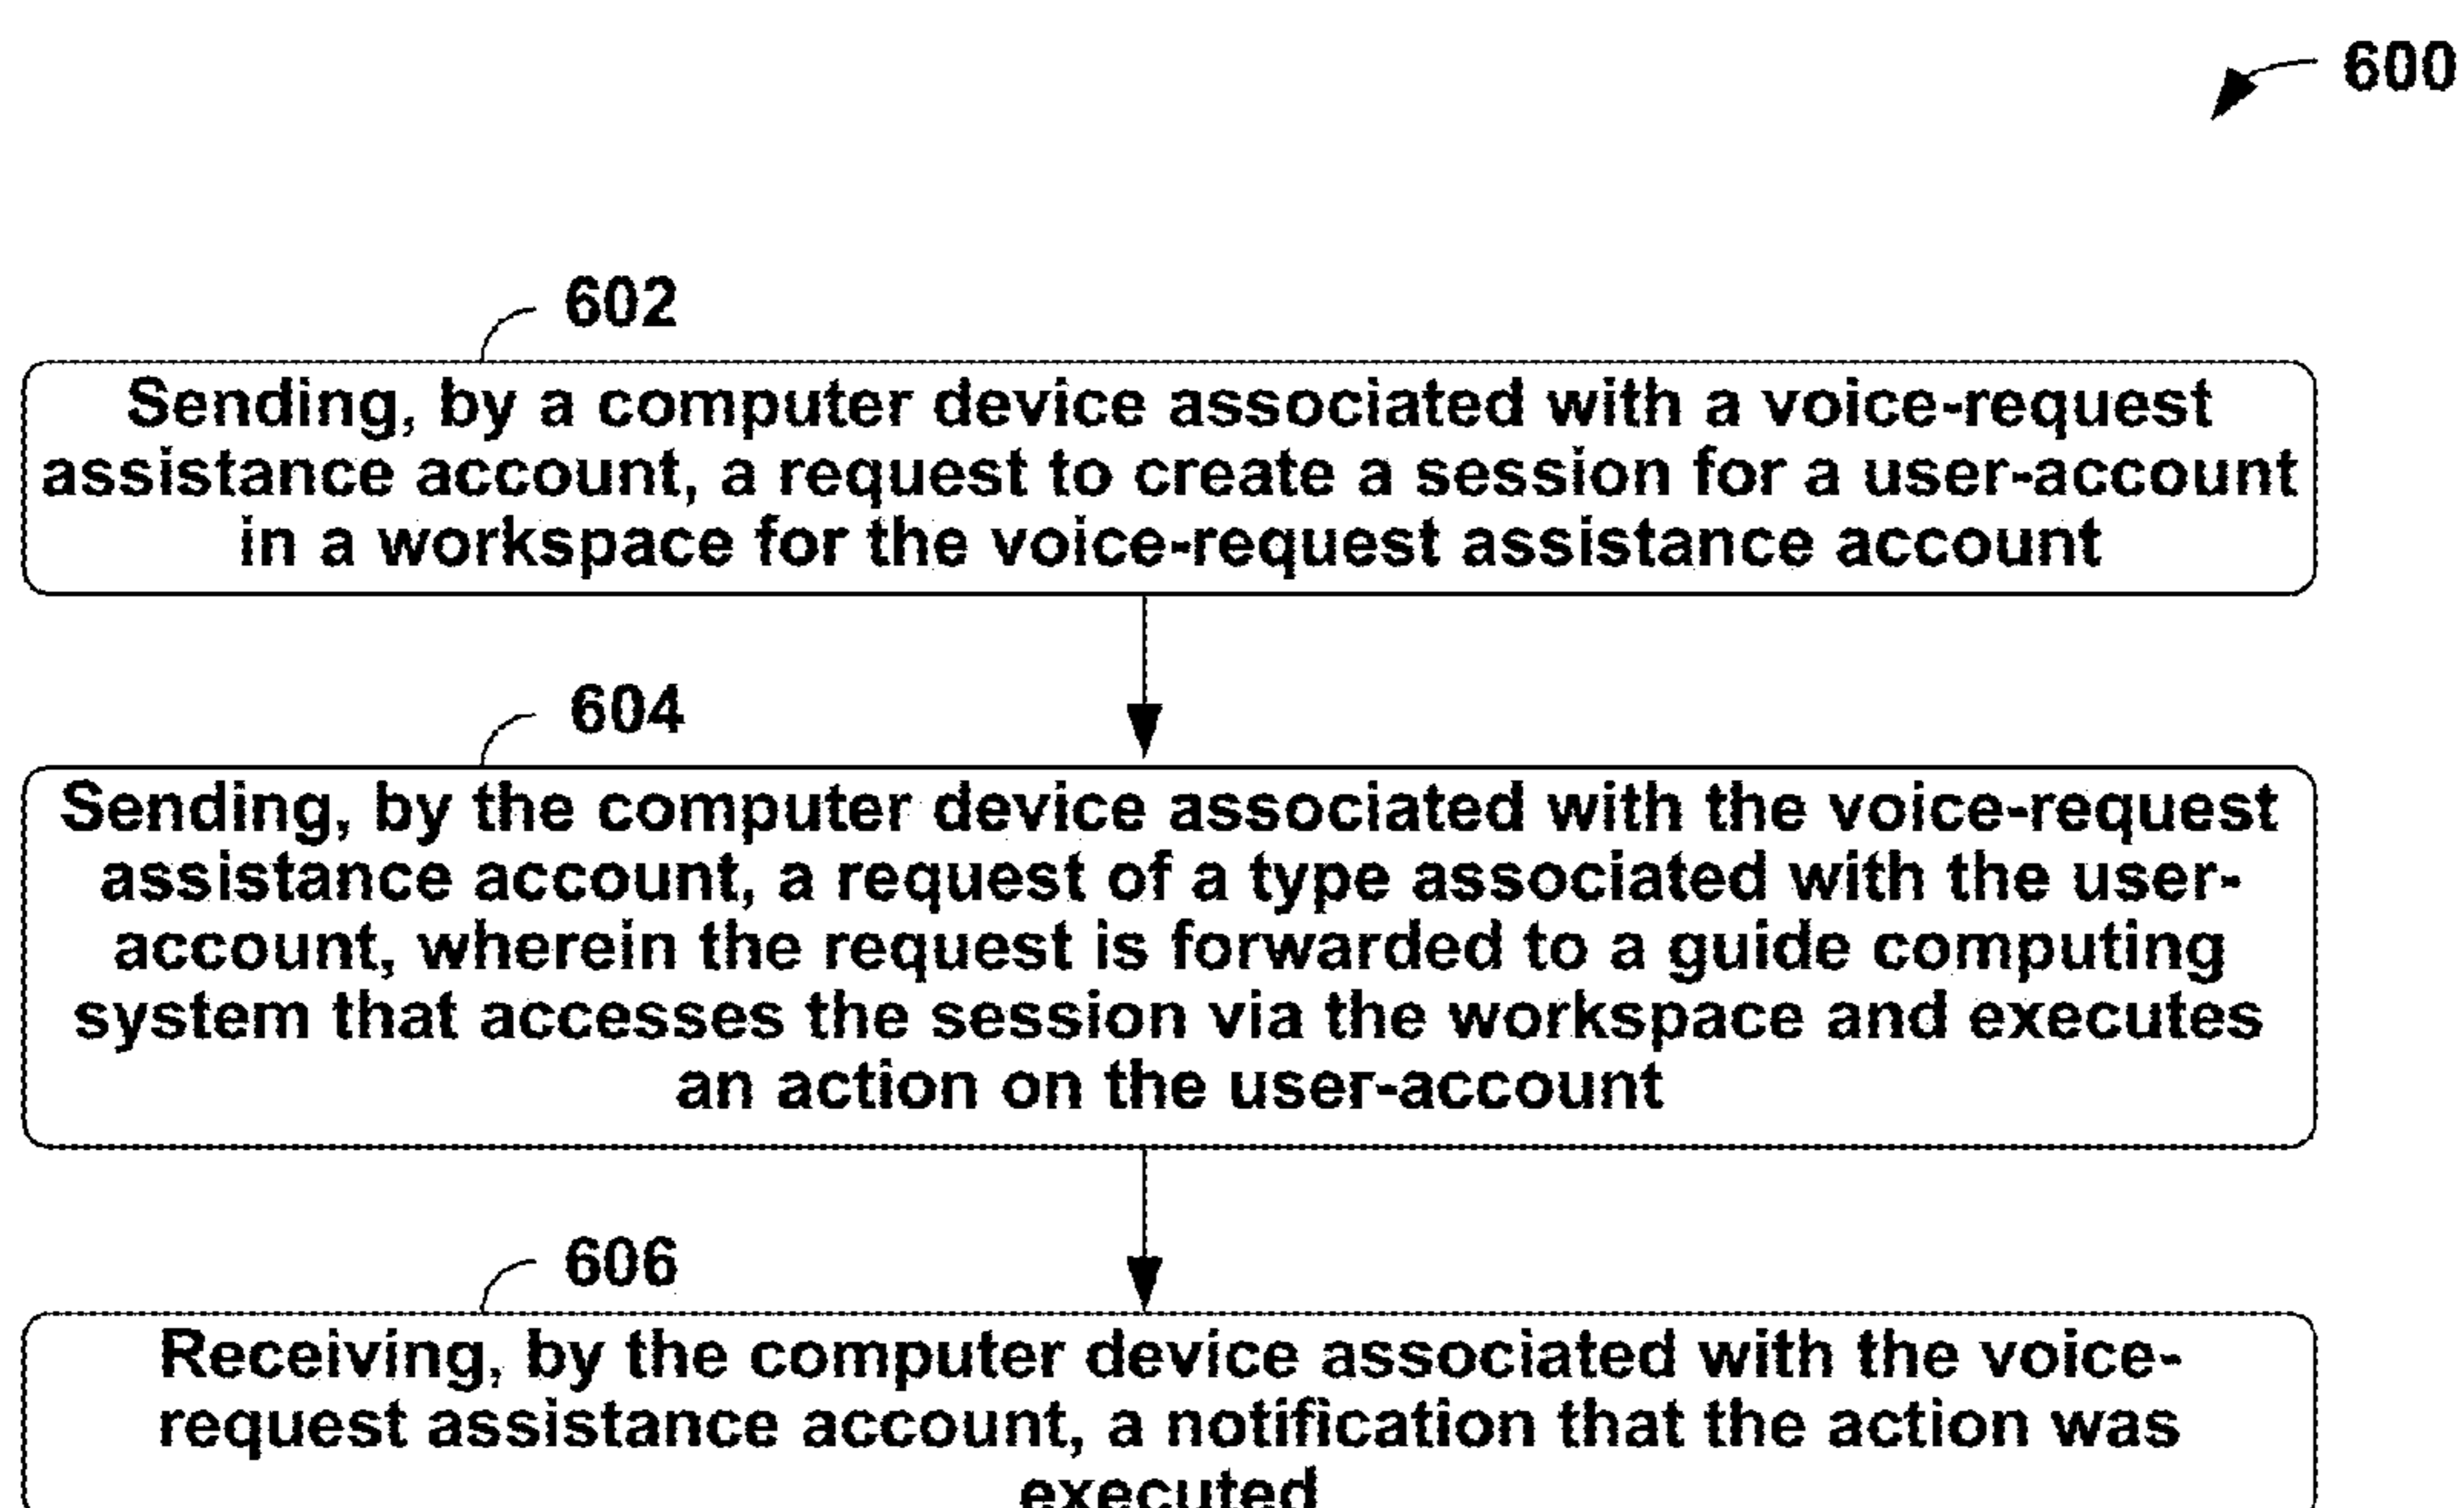 600
602
Sending, by a computer device associated with a voice-request
assistance account, a request to create a session for a user-account
in a workspace for the voice-request assistance account
604
Sending, by the computer device associated with the voice-request
assistance account, a request of a type associated with the user-
account, wherein the request is forwarded to a guide computing
system that accesses the session via the workspace and executes
an action on the user-account
606
Receiving, by the computer device associated with the voice-
request assistance account, a notification that the action was
executed